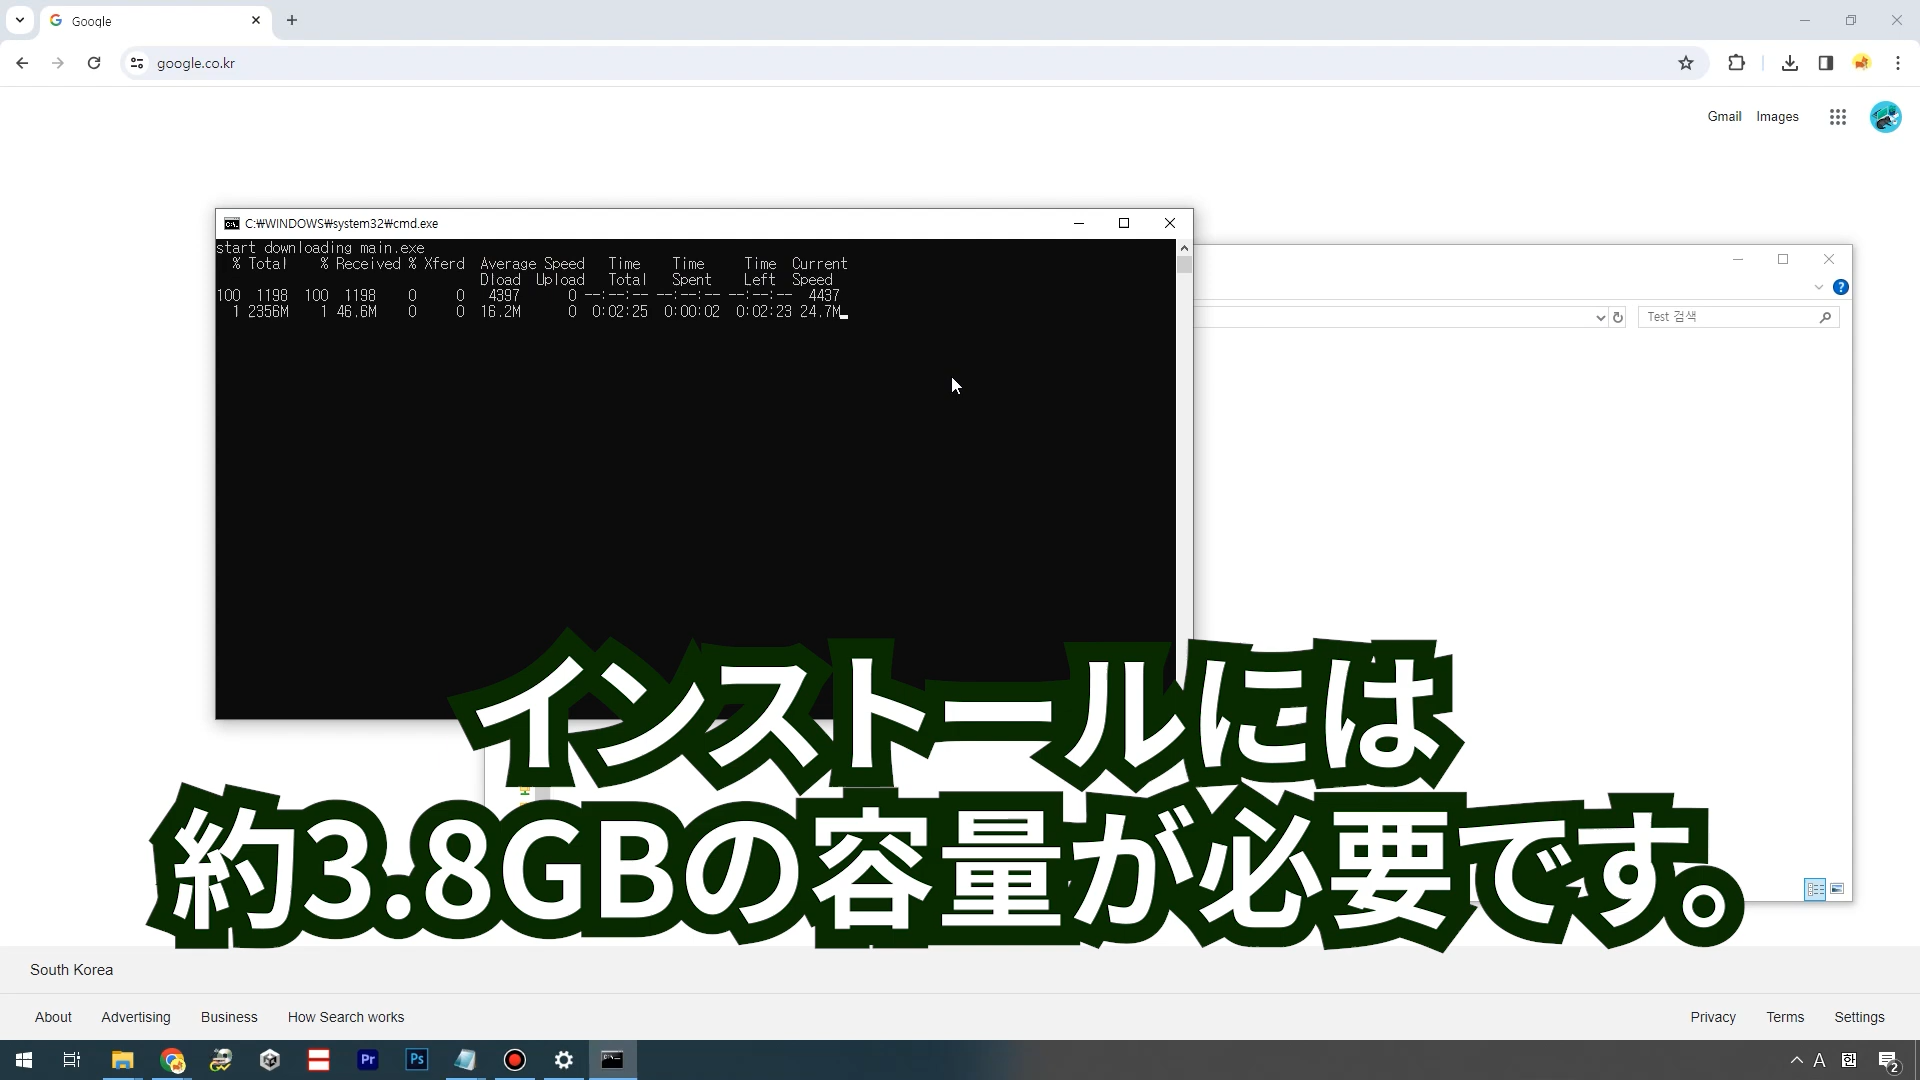 Google
google.co.kr
Gmail Images
C:₩WINDOWS₩system32₩cmd.exe
start downloading main.exe
% Total % Received % Xferd Average Speed Time Time Time Current
Dload Upload Total Spent Left Speed
100 1198 100 1198 0 0 4397 0 --:--:-- --:--:-- --:--:-- 4437
1 2356M 1 46.6M 0 0 16.2M 0 0:02:25 0:00:02 0:02:23 24.7M
Test 검색
インストールには
約3.8GBの容量が必要です。
South Korea
About Advertising Business How Search works
Privacy Terms Settings
Pr Ps A 한 2